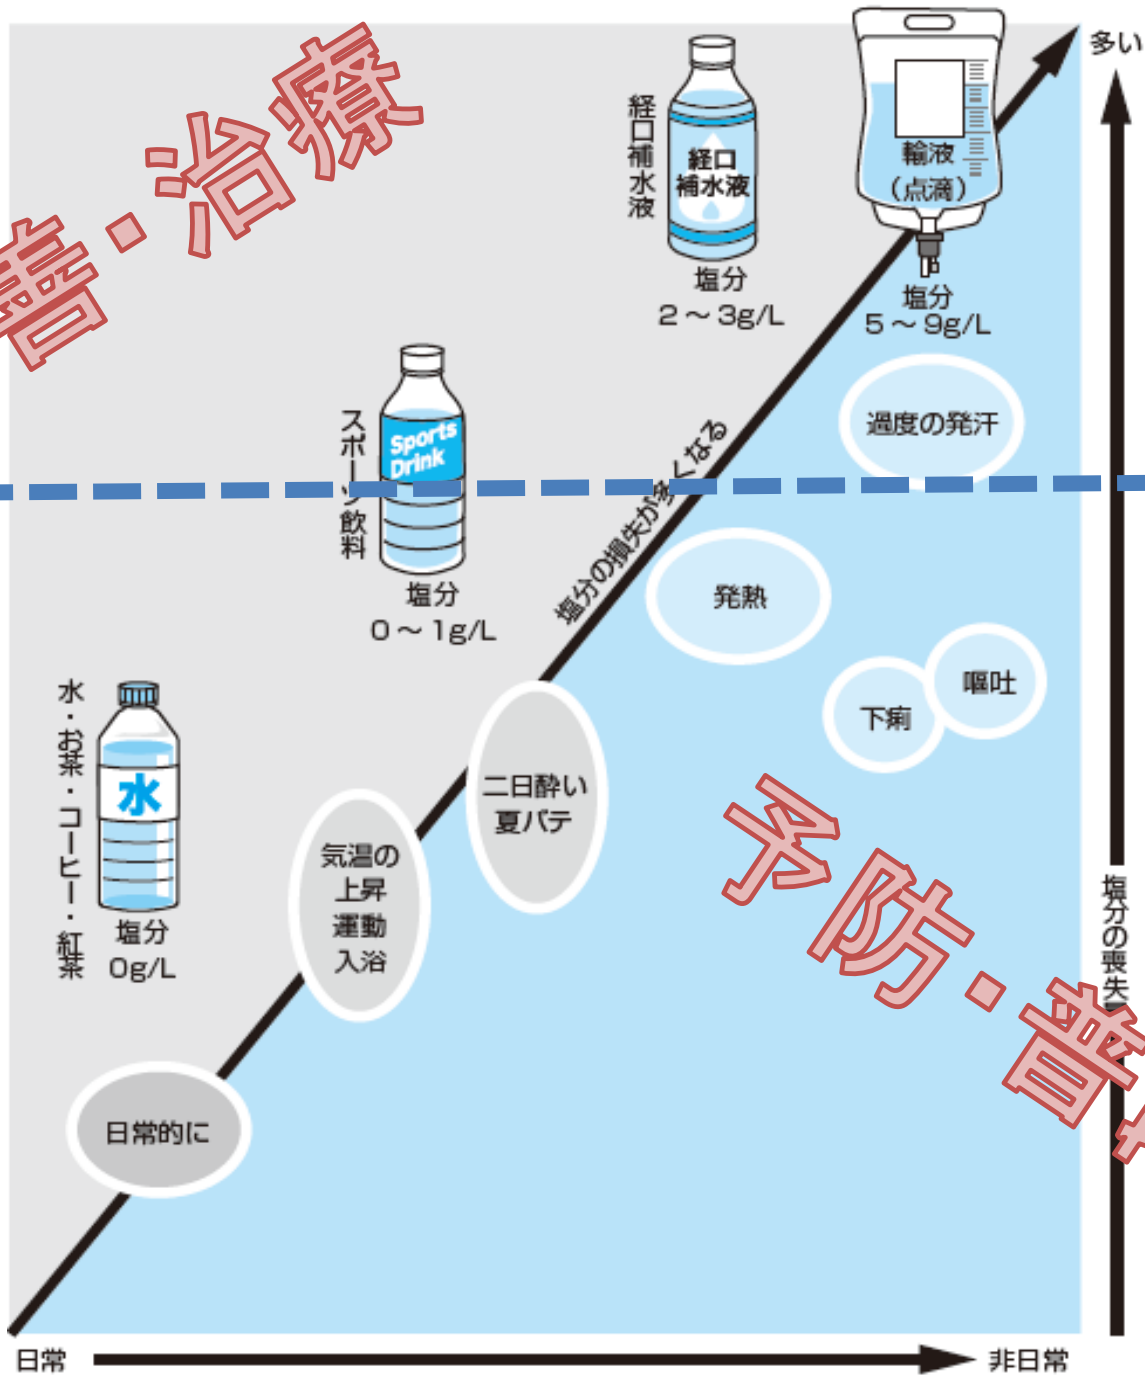 多い
善・治療
経口補水液
経口
補水液
塩分
2～3g/L
輸液
（点滴）
塩分
5～9g/L
スポーツ飲料
Sports
Drink
塩分
0～1g/L
塩分の損失が多くなる
過度の発汗
発熱
下痢
嘔吐
水・お茶・コーヒー・紅茶
水
塩分
0g/L
二日酔い
夏バテ
気温の
上昇
運動
入浴
日常的に
予防・普
塩分の喪失
日常
非日常